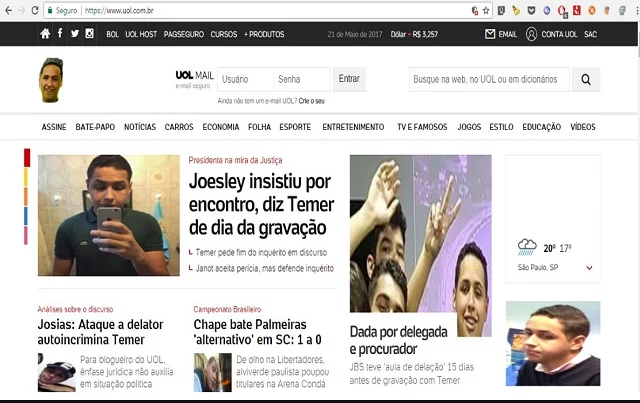 Seguro https://www.uol.com.br
BOL UOL HOST PAGSEGURO CURSOS + PRODUTOS 21 de Maio de 2017 Dólar R$ 3,257 EMAIL CONTA UOL SAC
UOL MAIL
e-mail seguro
Usuário Senha Entrar
Busque na web, no UOL ou em dicionários
Ainda não tem um e-mail UOL? Crie o seu
ASSINE BATE-PAPO NOTÍCIAS CARROS ECONOMIA FOLHA ESPORTE ENTRETENIMENTO TV E FAMOSOS JOGOS ESTILO EDUCAÇÃO VÍDEOS
Presidente na mira da Justiça
Joesley insistiu por
encontro, diz Temer
de dia da gravação
Temer pede fim do inquérito em discurso
Janot aceita perícia, mas defende inquérito
20º 17º
São Paulo, SP
Análises sobre o discurso
Josias: Ataque a delator
autoincrimina Temer
Para blogueiro do UOL,
ênfase jurídica não auxilia
em situação política
Campeonato Brasileiro
Chape bate Palmeiras
'alternativo' em SC: 1 a 0
De olho na Libertadores,
alviverde paulista poupou
titulares na Arena Condá
Dada por delegada
e procurador
JBS teve 'aula de delação' 15 dias
antes de gravação com Temer